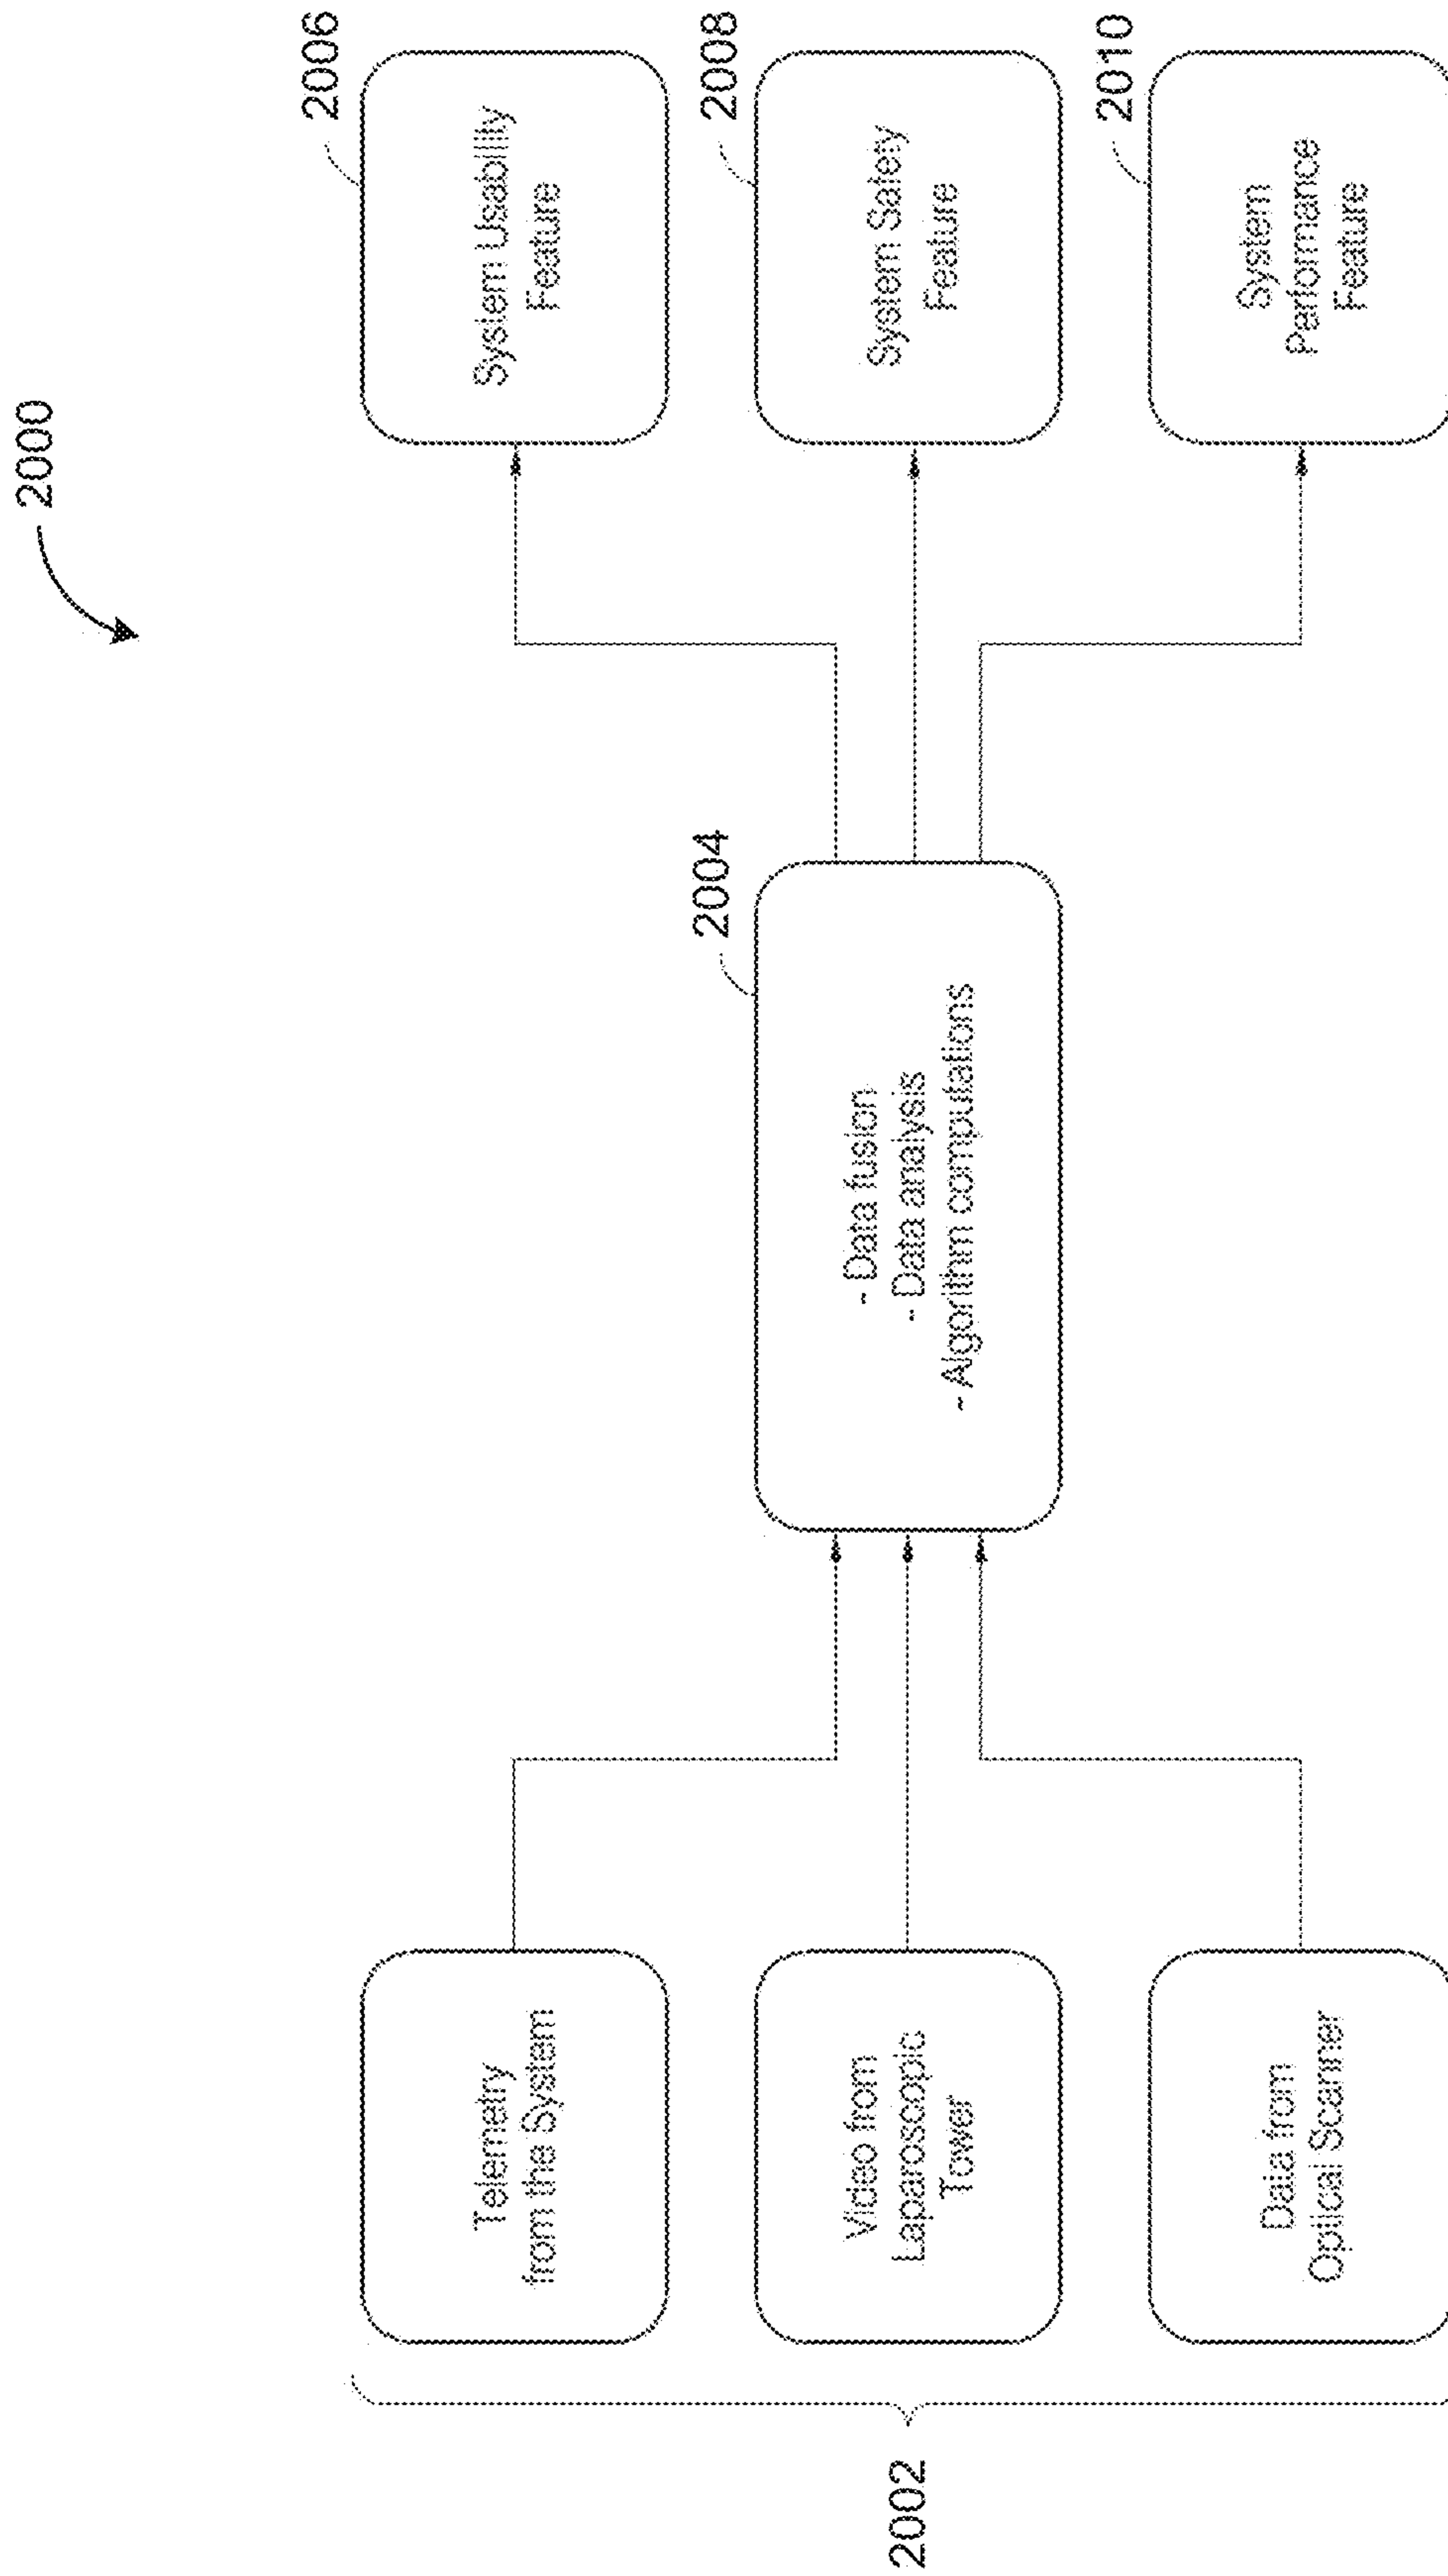 2000
2002
Telemetry
from the System
Video from
Laparoscopic
Tower
Data from
Optical Scanner
2004
- Data fusion
- Data analysis
- Algorithm computations
2006
System Usability
Feature
2008
System Safety
Feature
2010
System
Performance
Feature